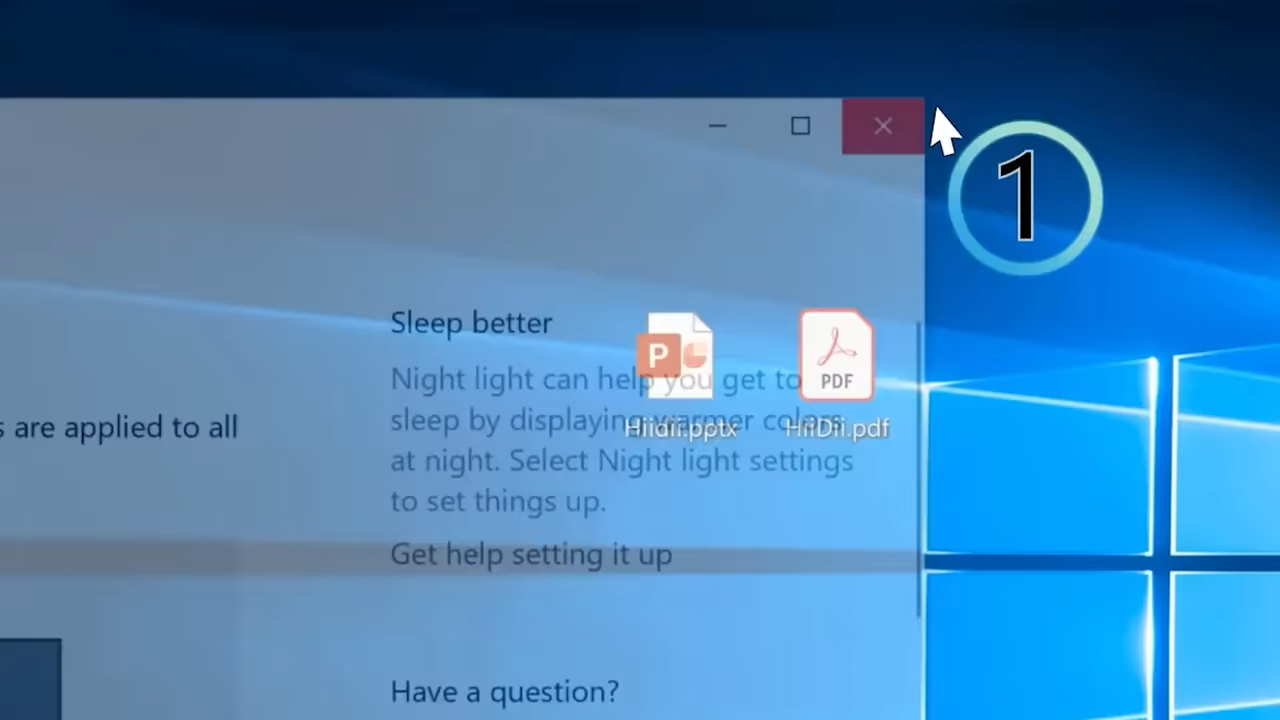 1
Sleep better
Night light can help you get to
sleep by displaying warmer colors
at night. Select Night light settings
to set things up.
Get help setting it up
Have a question?
s are applied to all
P
PDF
Hiidii.pptx
HiiDii.pdf